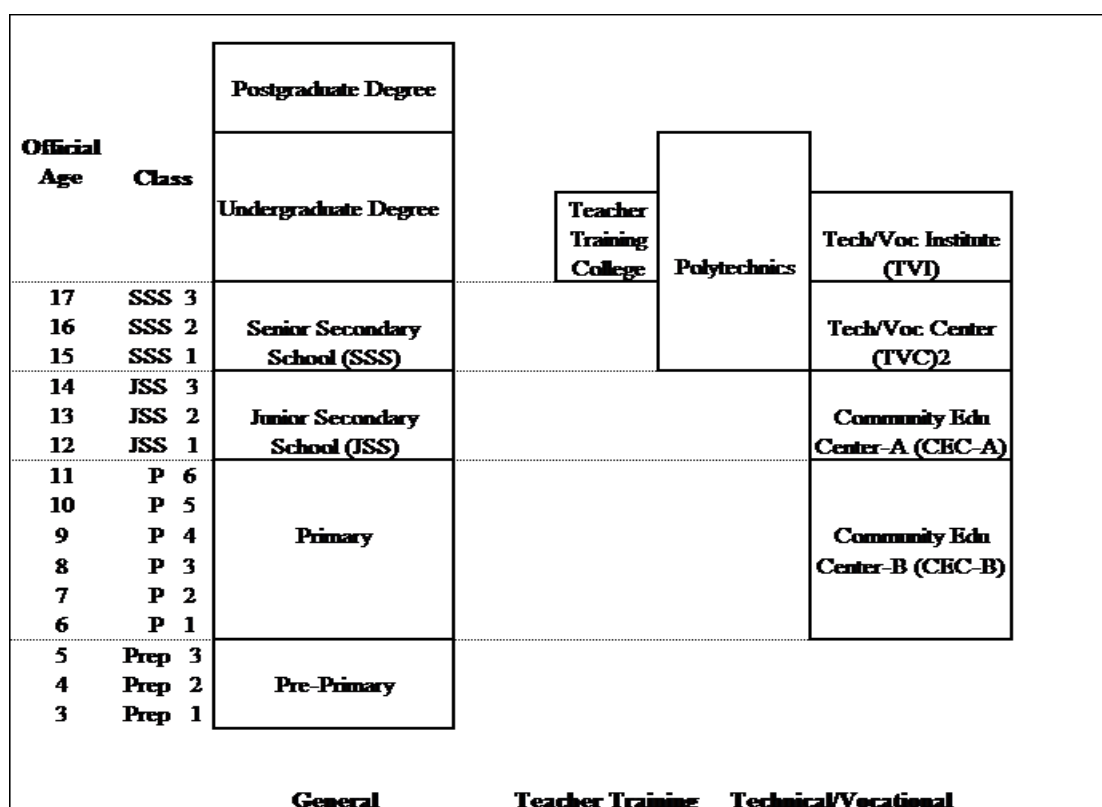 Postgraduate Degree
Official
Age Class
Undergraduate Degree
Teacher
Training
College
Polytechnics
Tech/Voc Institute
(TVI)
17 SSS 3
16 SSS 2
15 SSS 1
Senior Secondary
School (SSS)
Tech/Voc Center
(TVC)2
14 JSS 3
13 JSS 2
12 JSS 1
Junior Secondary
School (JSS)
Community Edu
Center-A (CEC-A)
11 P 6
10 P 5
9 P 4
8 P 3
7 P 2
6 P 1
Primary
Community Edu
Center-B (CEC-B)
5 Prep 3
4 Prep 2
3 Prep 1
Pre-Primary
General Teacher Training Technical/Vocational